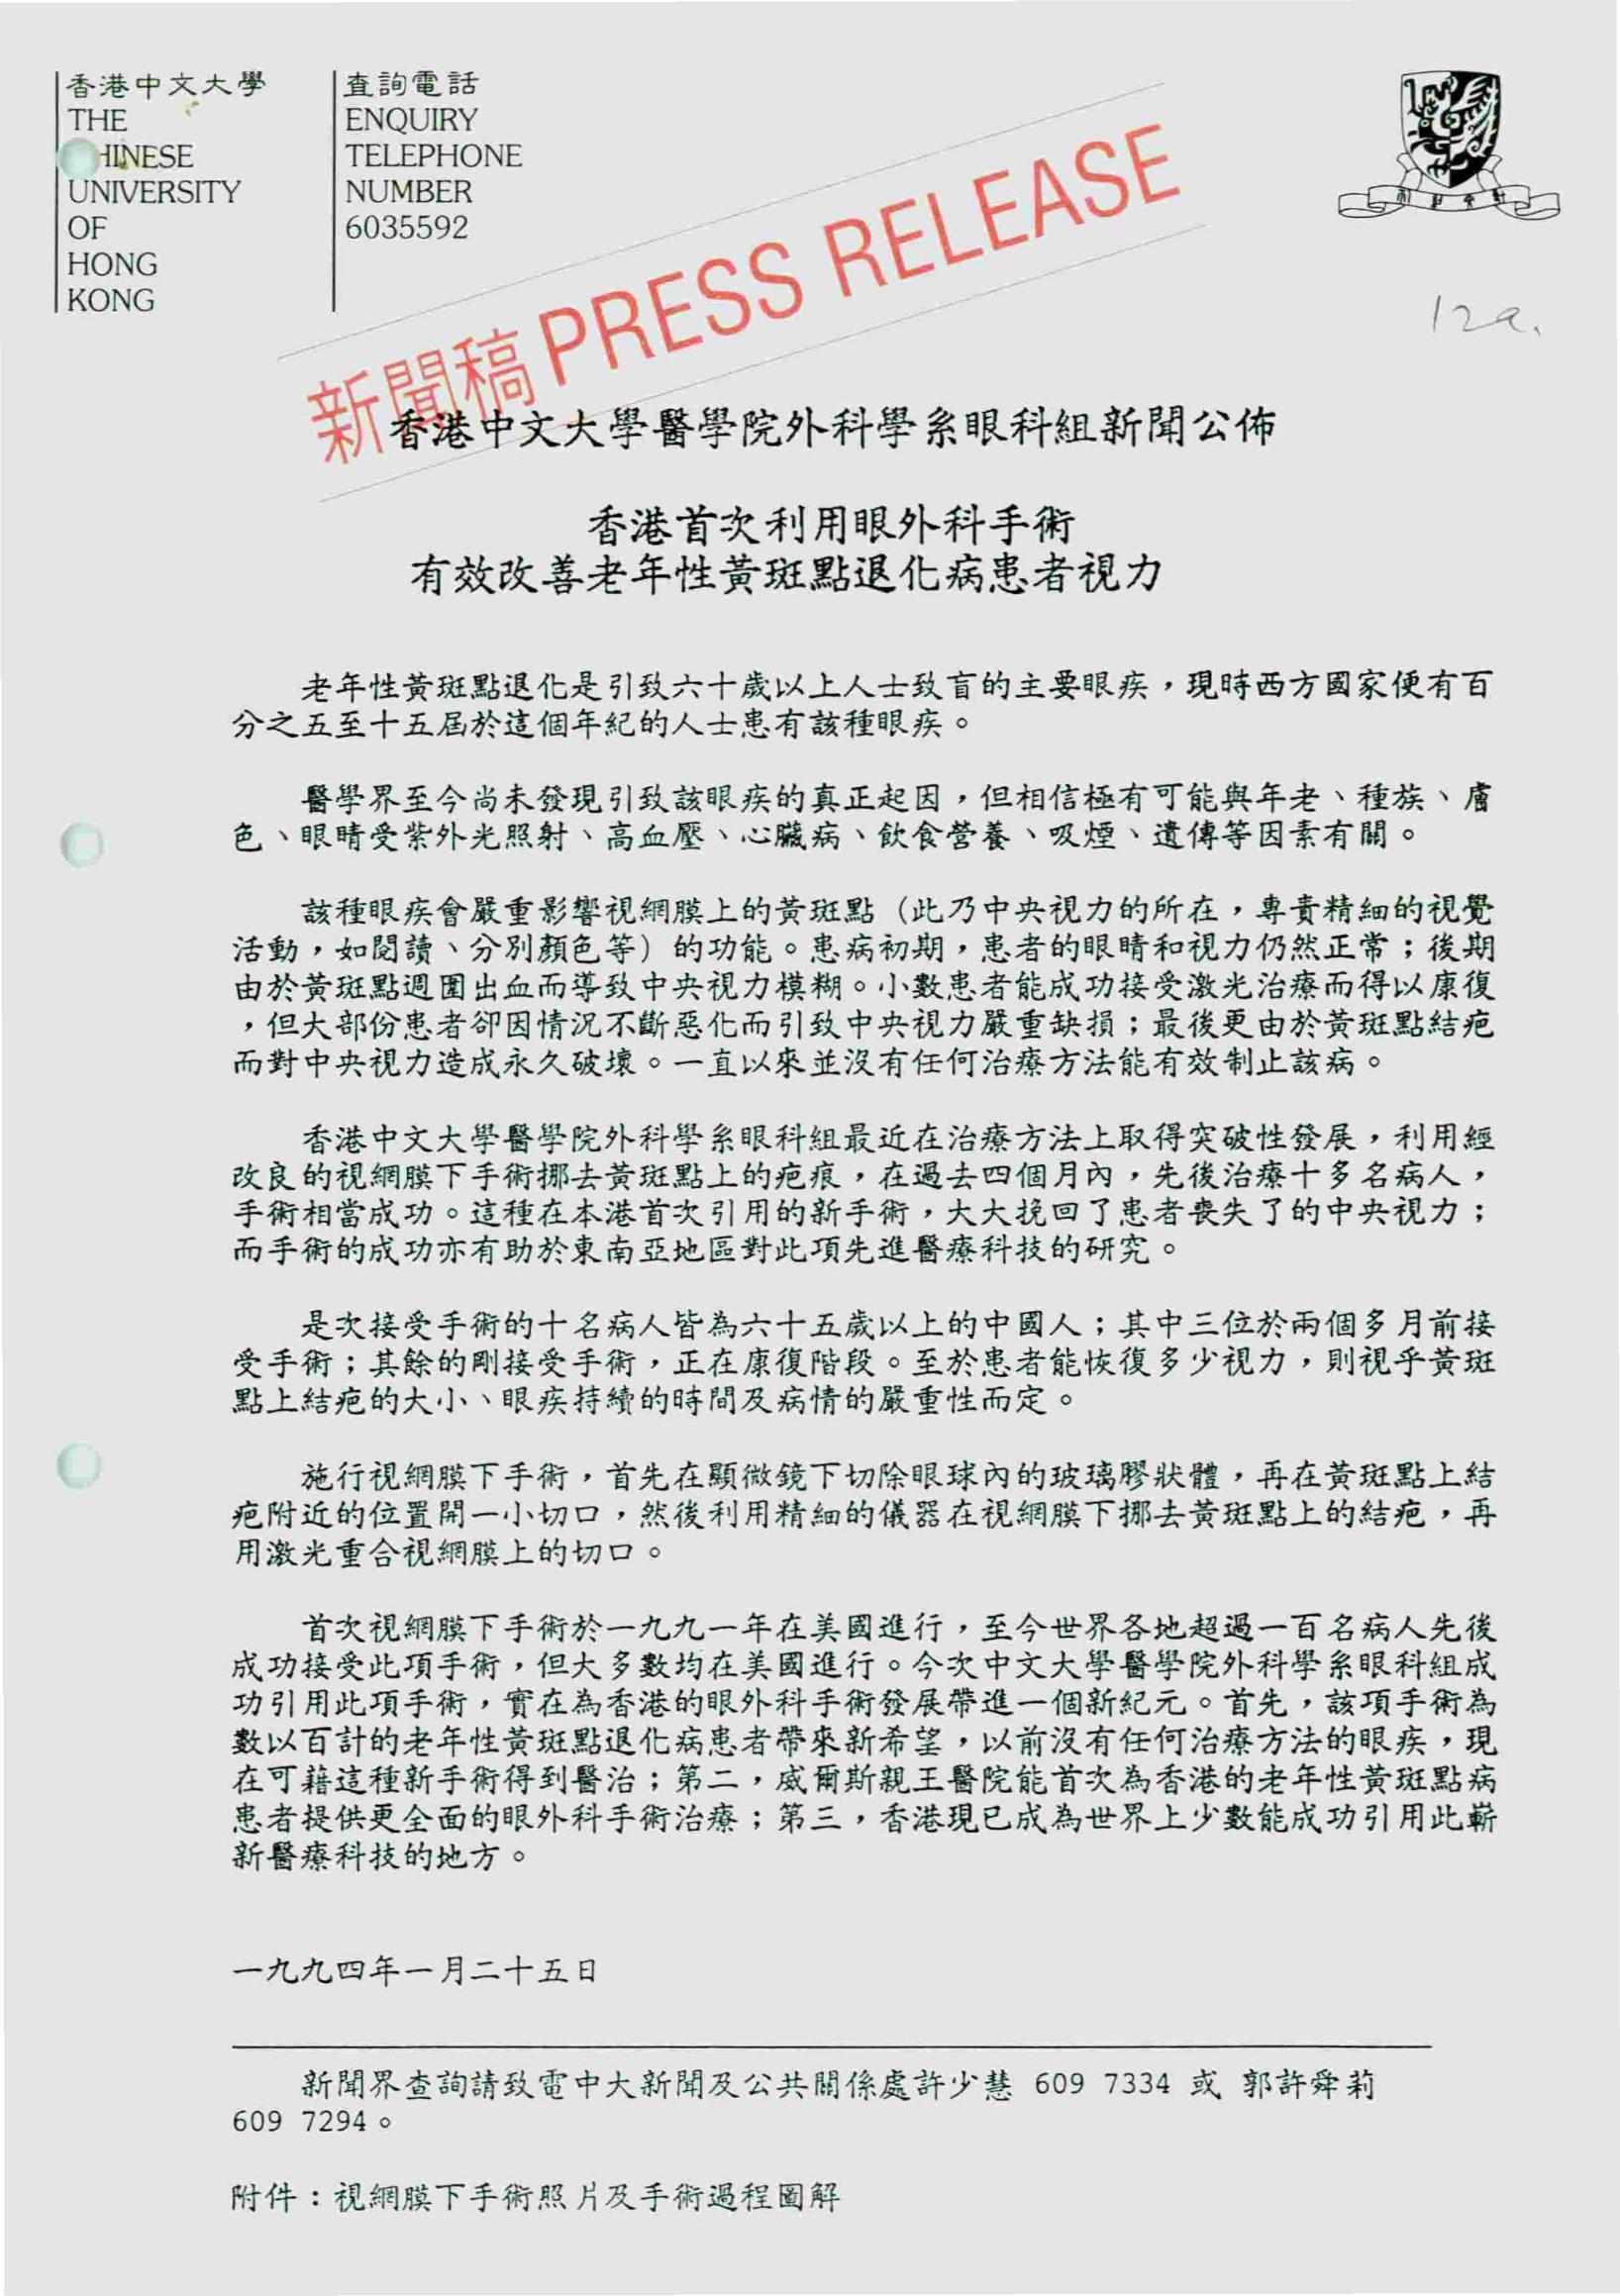 香港中文大學
THE
HINESE
UNIVERSITY
OF
HONG
KONG
查詢電話
ENQUIRY
TELEPHONE
NUMBER
6035592
新聞稿 PRESS RELEASE
12a.
香港中文大學醫學院外科學系眼科組新聞公佈
香港首次利用眼外科手術
有效改善老年性黃斑點退化病患者視力
老年性黃斑點退化是引致六十歲以上人士致盲的主要眼疾，現時西方國家便有百
分之五至十五屆於這個年紀的人士患有該種眼疾。
醫學界至今尚未發現引致該眼疾的真正起因，但相信極有可能與年老、種族、膚
色、眼睛受紫外光照射、高血壓、心臟病、飲食營養、吸煙、遺傳等因素有關。
該種眼疾會嚴重影響視網膜上的黃斑點（此乃中央視力的所在，專責精細的視覺
活動，如閱讀、分別顏色等）的功能。患病初期，患者的眼睛和視力仍然正常；後期
由於黃斑點週圍出血而導致中央視力模糊。小數患者能成功接受激光治療而得以康復
，但大部份患者卻因情況不斷惡化而引致中央視力嚴重缺損；最後更由於黃斑點結疤
而對中央視力造成永久破壞。一直以來並沒有任何治療方法能有效制止該病。
香港中文大學醫學院外科學系眼科組最近在治療方法上取得突破性發展，利用經
改良的視網膜下手術挪去黃斑點上的疤痕，在過去四個月內，先後治療十多名病人，
手術相當成功。這種在本港首次引用的新手術，大大挽回了患者喪失了的中央視力；
而手術的成功亦有助於東南亞地區對此項先進醫療科技的研究。
是次接受手術的十名病人皆為六十五歲以上的中國人；其中三位於兩個多月前接
受手術；其餘的剛接受手術，正在康復階段。至於患者能恢復多少視力，則視乎黃斑
點上結疤的大小、眼疾持續的時間及病情的嚴重性而定。
施行視網膜下手術，首先在顯微鏡下切除眼球內的玻璃膠狀體，再在黃斑點上結
疤附近的位置開一小切口，然後利用精細的儀器在視網膜下挪去黃斑點上的結疤，再
用激光重合視網膜上的切口。
首次視網膜下手術於一九九一年在美國進行，至今世界各地超過一百名病人先後
成功接受此項手術，但大多數均在美國進行。今次中文大學醫學院外科學系眼科組成
功引用此項手術，實在為香港的眼外科手術發展帶進一個新紀元。首先，該項手術為
數以百計的老年性黃斑點退化病患者帶來新希望，以前沒有任何治療方法的眼疾，現
在可藉這種新手術得到醫治；第二，威爾斯親王醫院能首次為香港的老年性黃斑點病
患者提供更全面的眼外科手術治療；第三，香港現已成為世界上少數能成功引用此嶄
新醫療科技的地方。
一九九四年一月二十五日
新聞界查詢請致電中大新聞及公共關係處許少慧 609 7334 或 郭許舜莉
609 7294。
附件：視網膜下手術照片及手術過程圖解